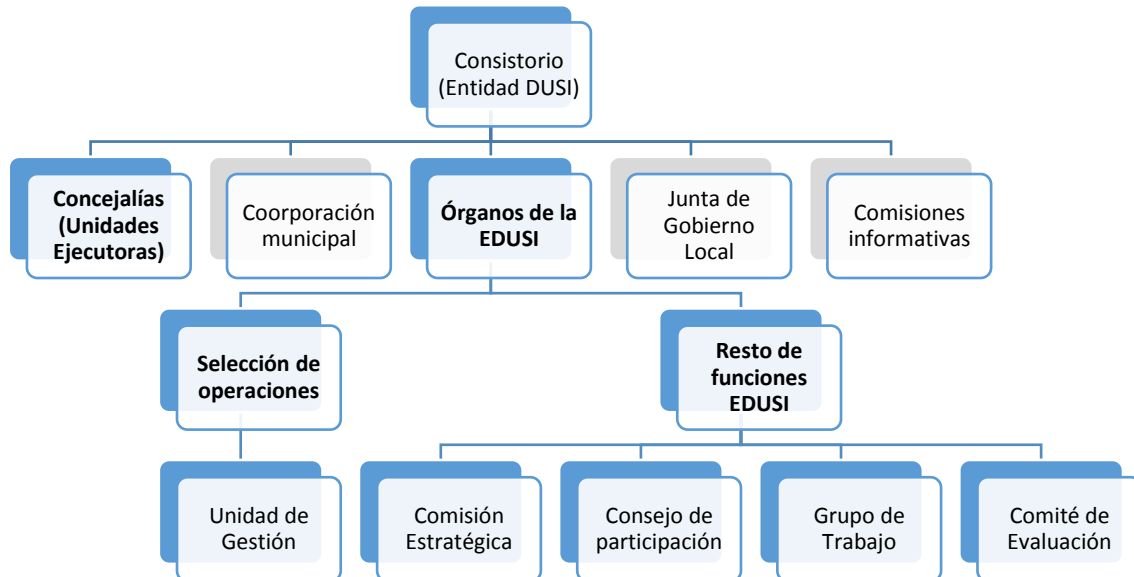 Consistorio
(Entidad DUSI)
Concejalías
(Unidades
Ejecutoras)
Coorporación
municipal
Órganos de la
EDUSI
Junta de
Gobierno
Local
Comisiones
informativas
Selección de
operaciones
Resto de
funciones
EDUSI
Unidad de
Gestión
Comisión
Estratégica
Consejo de
participación
Grupo de
Trabajo
Comité de
Evaluación